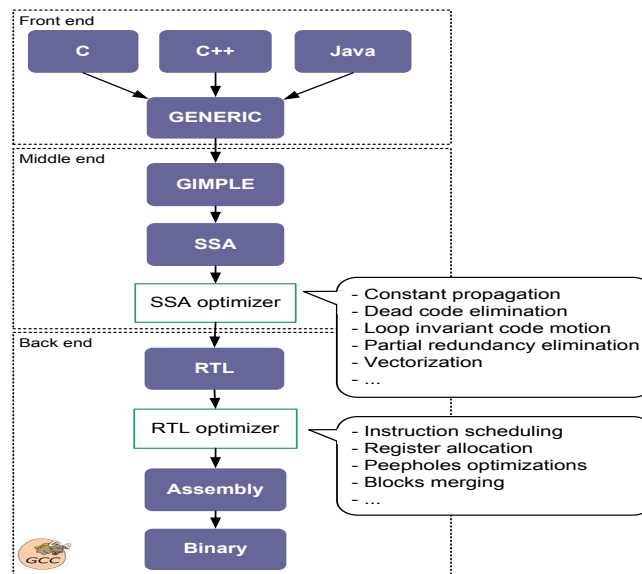 Front end
C
C++
Java
GENERIC
Middle end
GIMPLE
SSA
SSA optimizer
- Constant propagation
- Dead code elimination
- Loop invariant code motion
- Partial redundancy elimination
- Vectorization
- ...
Back end
RTL
RTL optimizer
- Instruction scheduling
- Register allocation
- Peepholes optimizations
- Blocks merging
- ...
Assembly
Binary
GCC